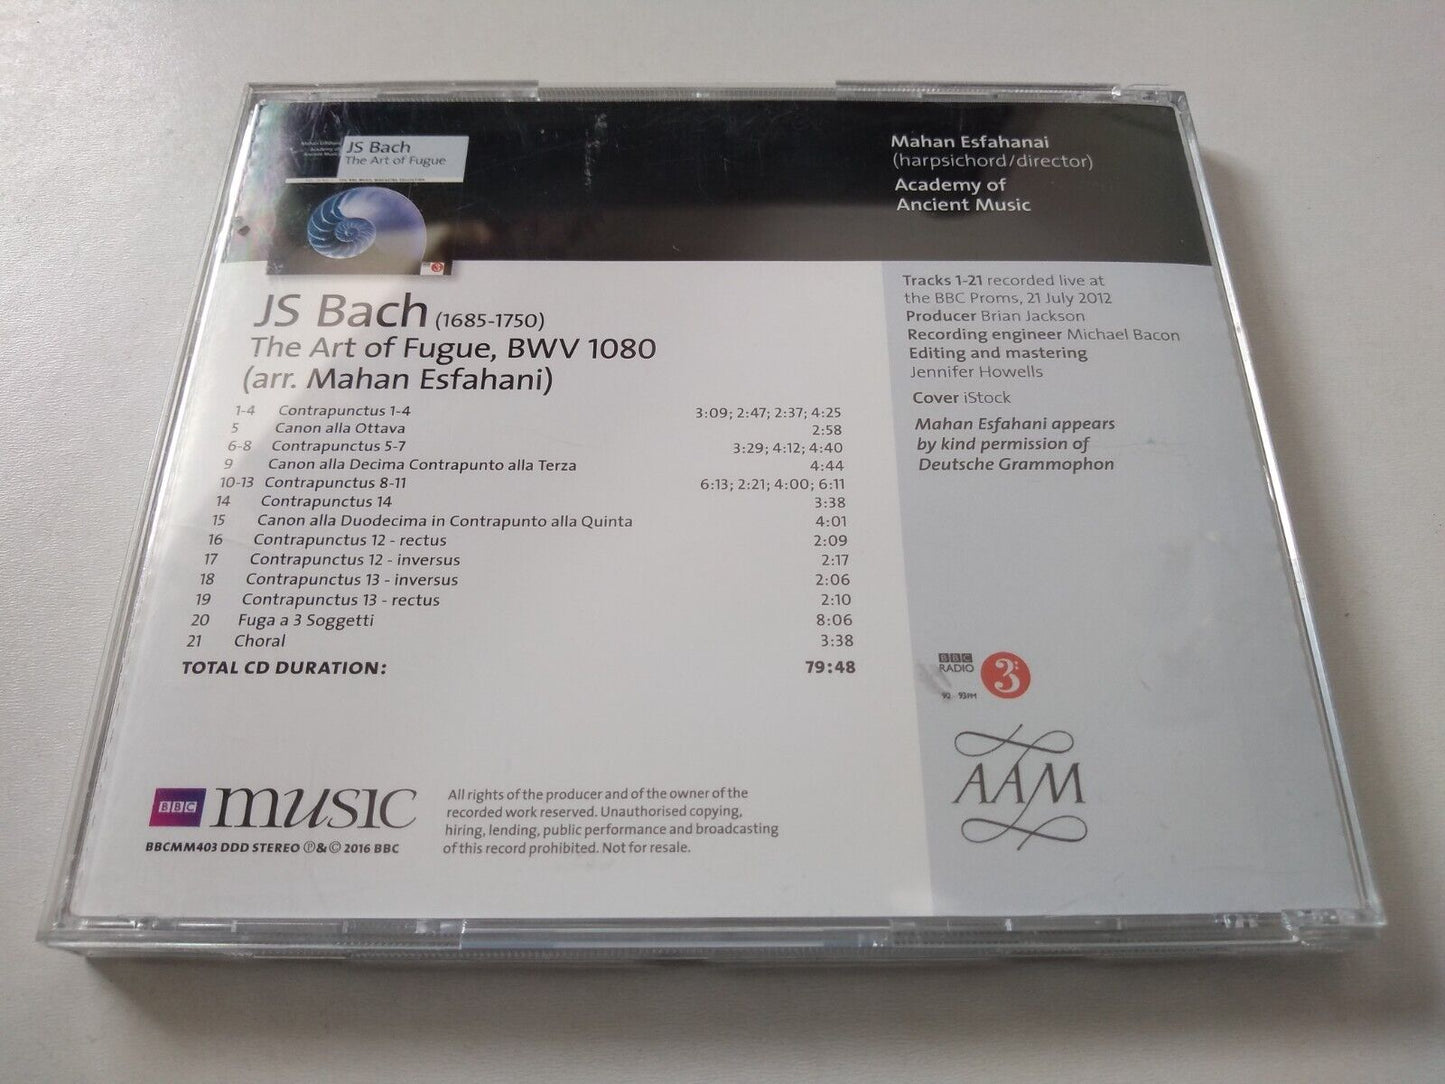 JS Bach
The Art of Fugue
Mahan Esfahanai
(harpsichord/director)
Academy of
Ancient Music
JS Bach (1685-1750)
The Art of Fugue, BWV 1080
(arr. Mahan Esfahani)
1-4 Contrapunctus 1-4 3:09; 2:47; 2:37; 4:25
5 Canon alla Ottava 2:58
6-8 Contrapunctus 5-7 3:29; 4:12; 4:40
9 Canon alla Decima Contrapunto alla Terza 4:44
10-13 Contrapunctus 8-11 6:13; 2:21; 4:00; 6:11
14 Contrapunctus 14 3:38
15 Canon alla Duodecima in Contrapunto alla Quinta 4:01
16 Contrapunctus 12 - rectus 2:09
17 Contrapunctus 12 - inversus 2:17
18 Contrapunctus 13 - inversus 2:06
19 Contrapunctus 13 - rectus 2:10
20 Fuga a 3 Soggetti 8:06
21 Choral 3:38
TOTAL CD DURATION: 79:48
Tracks 1-21 recorded live at
the BBC Proms, 21 July 2012
Producer Brian Jackson
Recording engineer Michael Bacon
Editing and mastering
Jennifer Howells
Cover iStock
Mahan Esfahani appears
by kind permission of
Deutsche Grammophon
BBC
RADIO 3
90 - 93 FM
AAM
BBC music
BBCMM403 DDD STEREO ℗&© 2016 BBC
All rights of the producer and of the owner of the
recorded work reserved. Unauthorised copying,
hiring, lending, public performance and broadcasting
of this record prohibited. Not for resale.